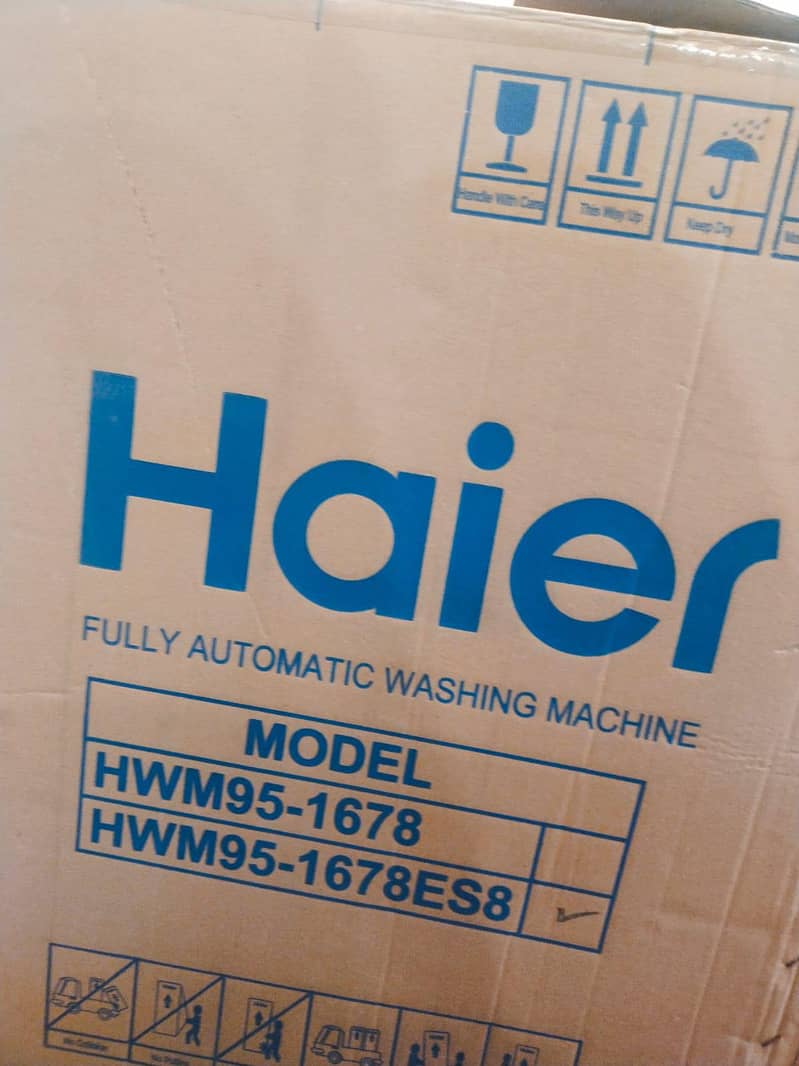 Handle With Care
This Way Up
Keep Dry
Haier
FULLY AUTOMATIC WASHING MACHINE
MODEL
HWM95-1678
HWM95-1678ES8